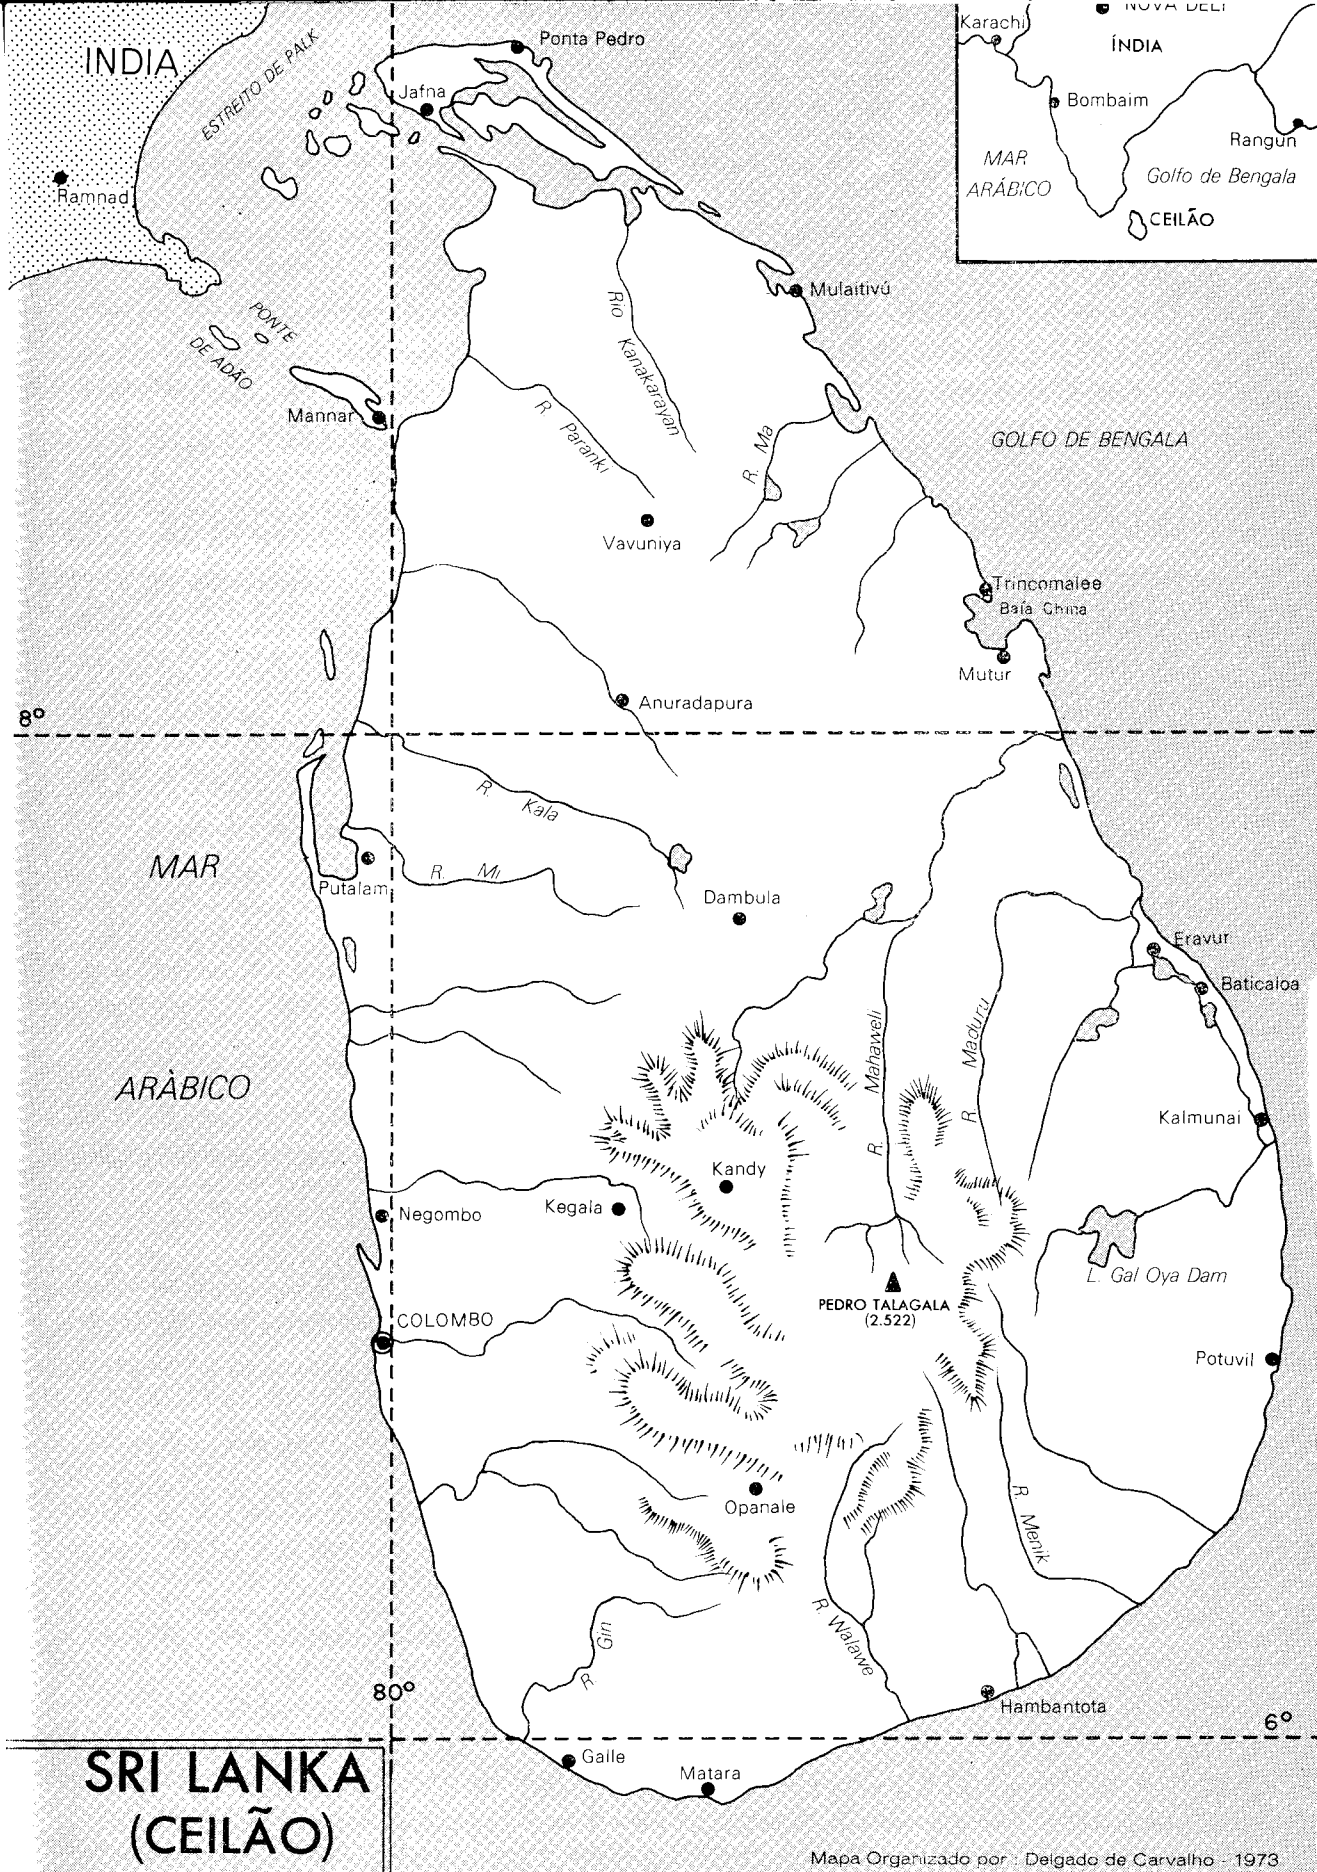 INDIA
ESTREITO DE PALK
Ponta Pedro
Jafna
Ramnad
Karachi
NOVA DELI
ÍNDIA
Bombaim
Rangun
MAR
ARÁBICO
Golfo de Bengala
CEILÃO
PONTE
DE ADÃO
Mannar
Mulaitivú
Rio
Kanakarayan
R
Paranki
R. Ma
GOLFO DE BENGALA
Vavuniya
Trincomalee
Baía China
Mutur
Anuradapura
8°
R. Kala
MAR
Putalam
R. Mi
Dambula
Eravur
Baticaloa
ARÀBICO
R. Mahaweli
R. Maduru
Kalmunai
Kandy
Kegala
Negombo
L. Gal Oya Dam
PEDRO TALAGALA
(2.522)
COLOMBO
Potuvil
Opanale
R. Menik
R Gin
R. Walawe
80°
Hambantota
6°
Galle
Matara
SRI LANKA
(CEILÃO)
Mapa Organizado por : Delgado de Carvalho - 1973